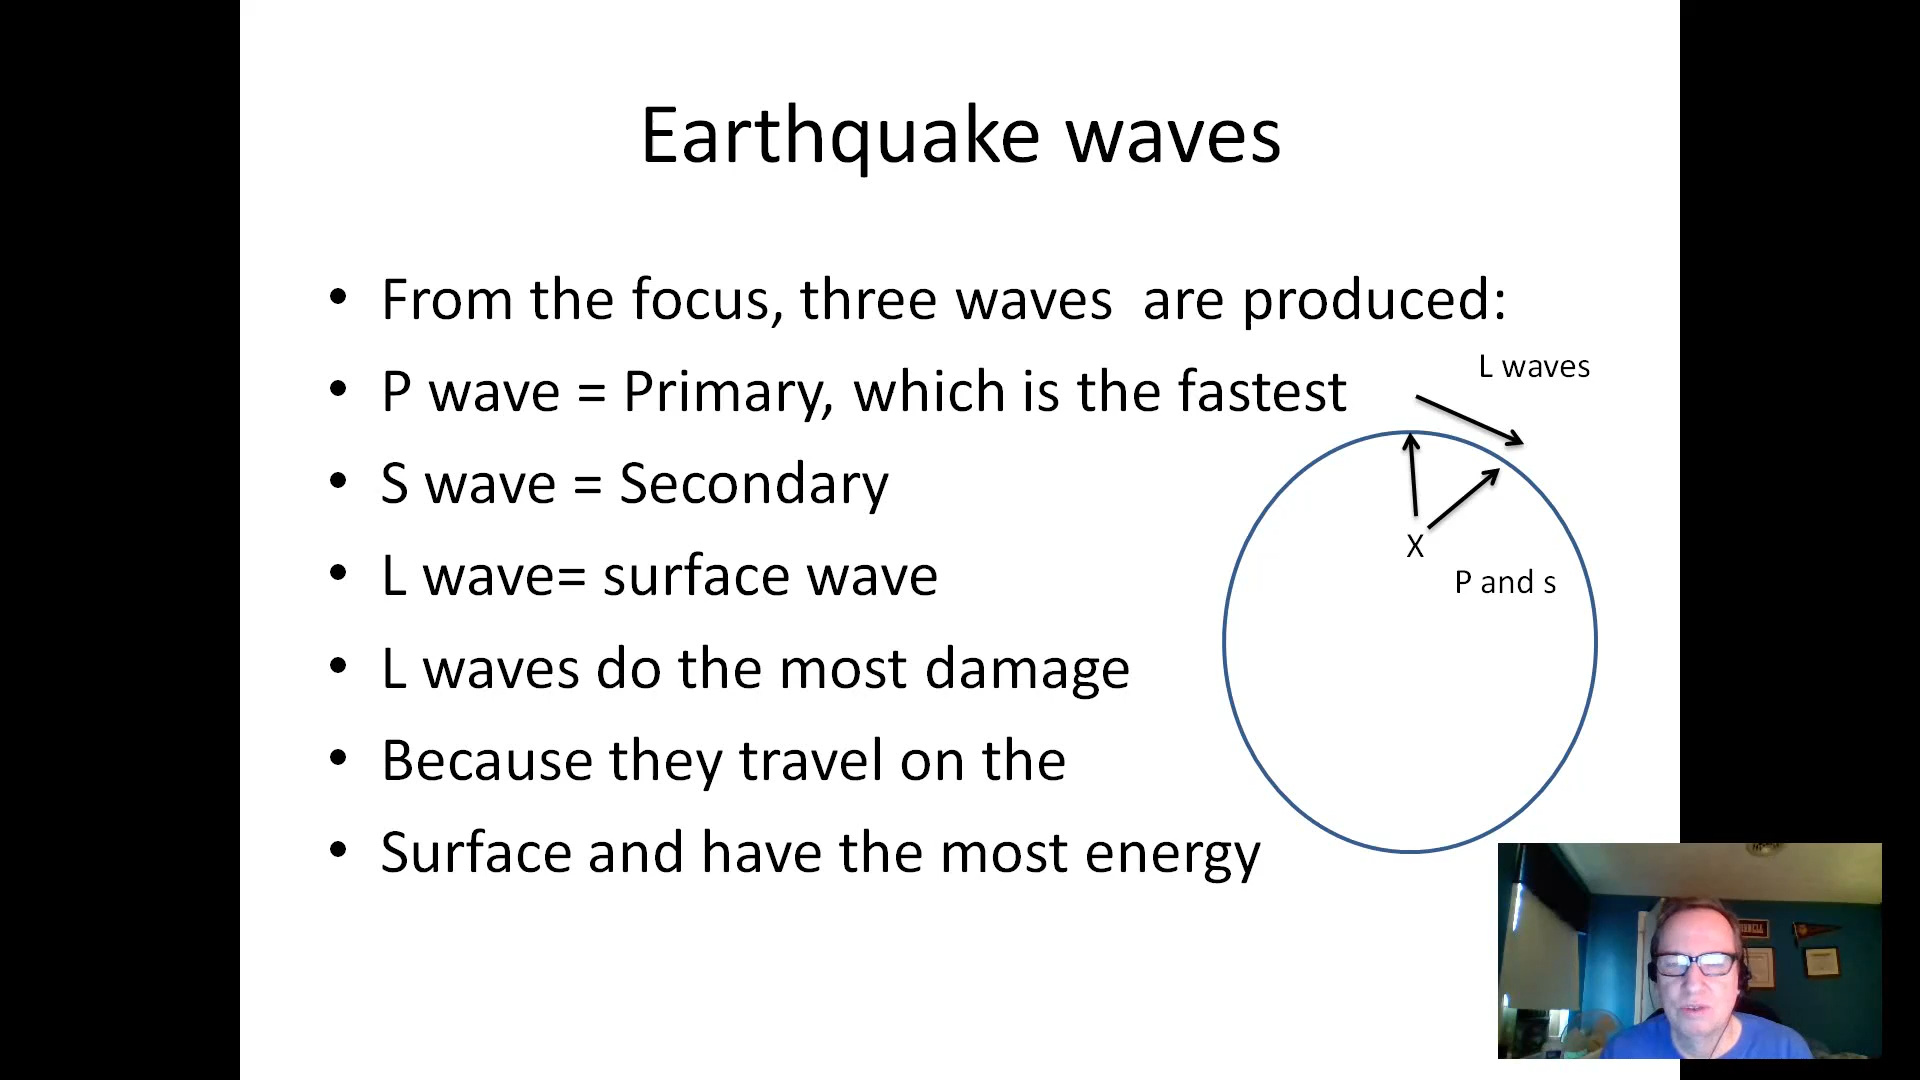 Earthquake waves
• From the focus, three waves  are produced:
• P wave = Primary, which is the fastest
• S wave = Secondary
• L wave= surface wave
• L waves do the most damage
• Because they travel on the
• Surface and have the most energy
L waves
X
P and s